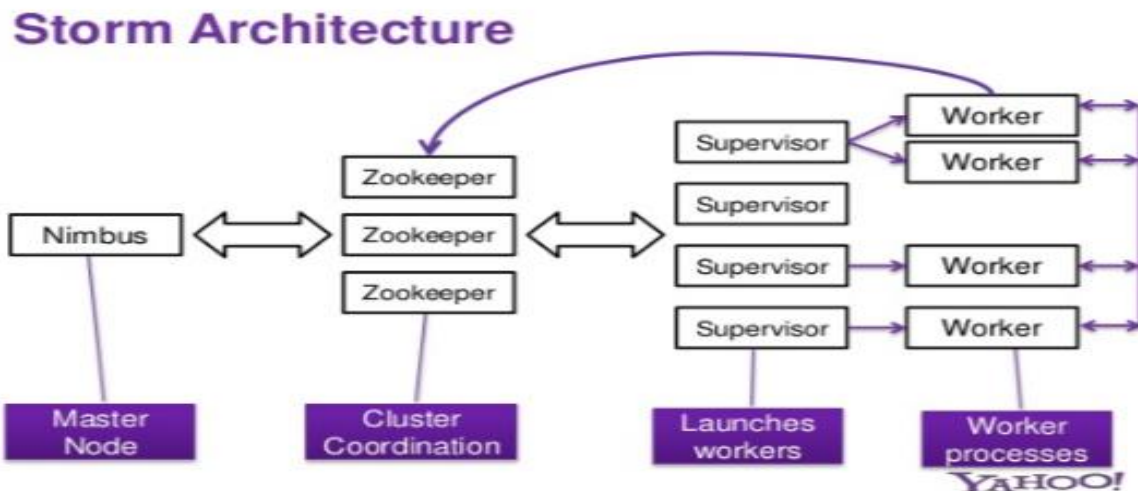 Storm Architecture
Nimbus
Zookeeper
Zookeeper
Zookeeper
Supervisor
Supervisor
Supervisor
Supervisor
Worker
Worker
Worker
Worker
Master
Node
Cluster
Coordination
Launches
workers
Worker
processes
YAHOO!